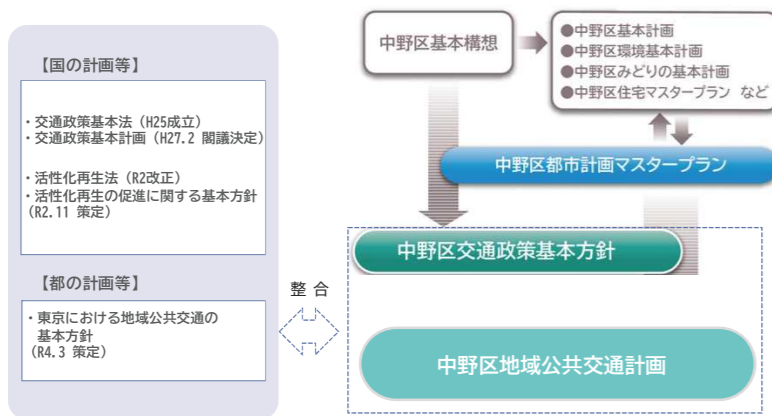 【国の計画等】
・交通政策基本法(H25成立)
・交通政策基本計画(H27.2 閣議決定)
・活性化再生法(R2改正)
・活性化再生の促進に関する基本方針
(R2.11 策定)
【都の計画等】
・東京における地域公共交通の
基本方針
(R4.3 策定)
整 合
中野区基本構想
●中野区基本計画
●中野区環境基本計画
●中野区みどりの基本計画
●中野区住宅マスタープラン など
中野区都市計画マスタープラン
中野区交通政策基本方針
中野区地域公共交通計画